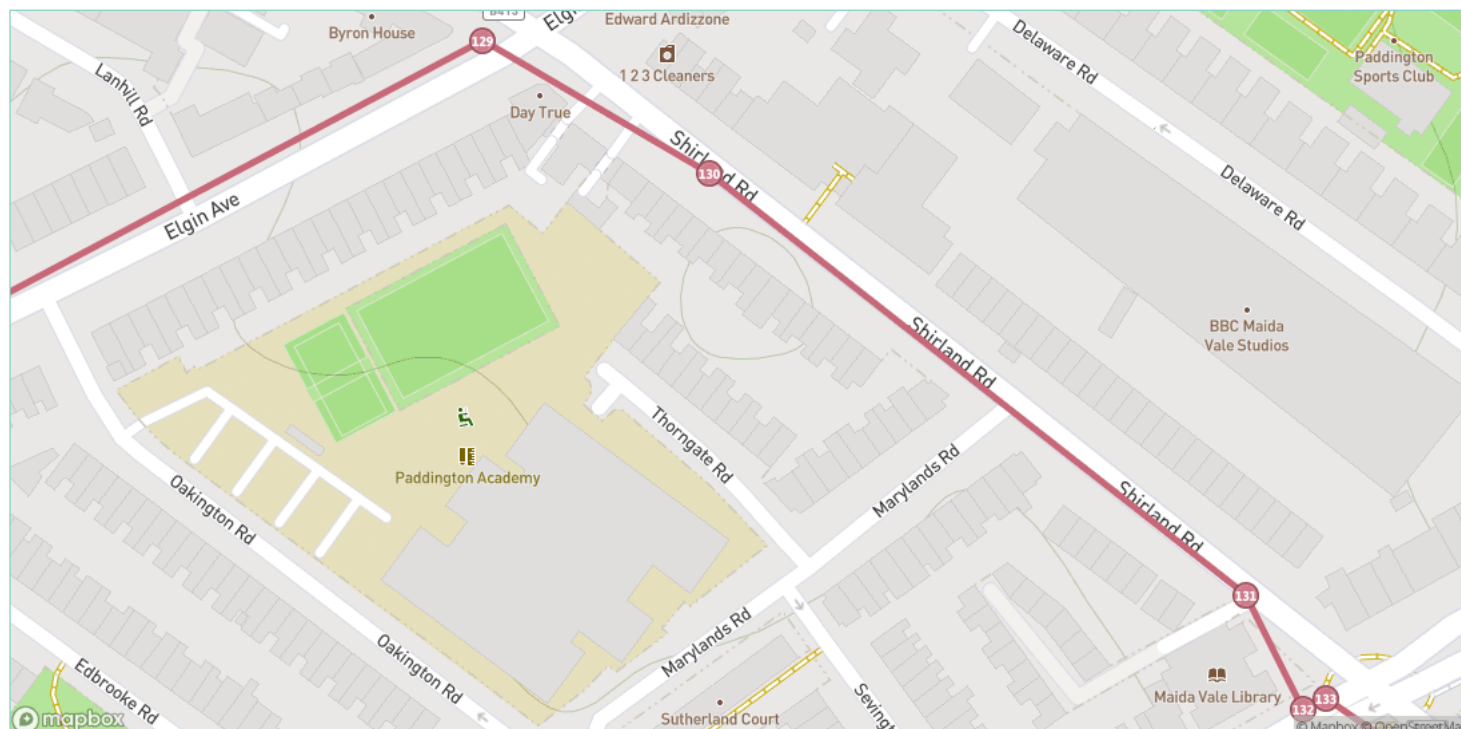 B413
Elgin
Byron House
129
Edward Ardizzone
1 2 3 Cleaners
Delaware Rd
Paddington
Sports Club
Lanhill Rd
Day True
Shirland Rd
130
Elgin Ave
Delaware Rd
BBC Maida
Vale Studios
Shirland Rd
Paddington Academy
Thorngate Rd
Marylands Rd
Oakington Rd
Shirland Rd
131
Marylands Rd
Oakington Rd
Edbrooke Rd
Maida Vale Library
Sutherland Court
Seving
132
133
mapbox
© Mapbox © OpenStreetMa